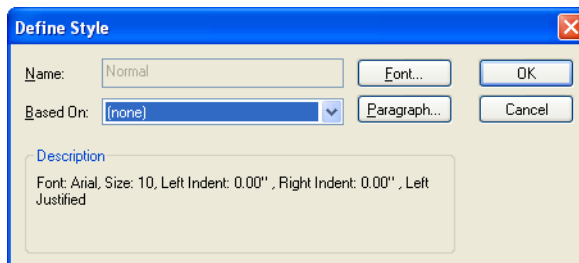 Define Style
Name: Normal Font... OK
Based On: (none) Paragraph... Cancel
Description
Font: Arial, Size: 10, Left Indent: 0.00'' , Right Indent: 0.00'' , Left
Justified